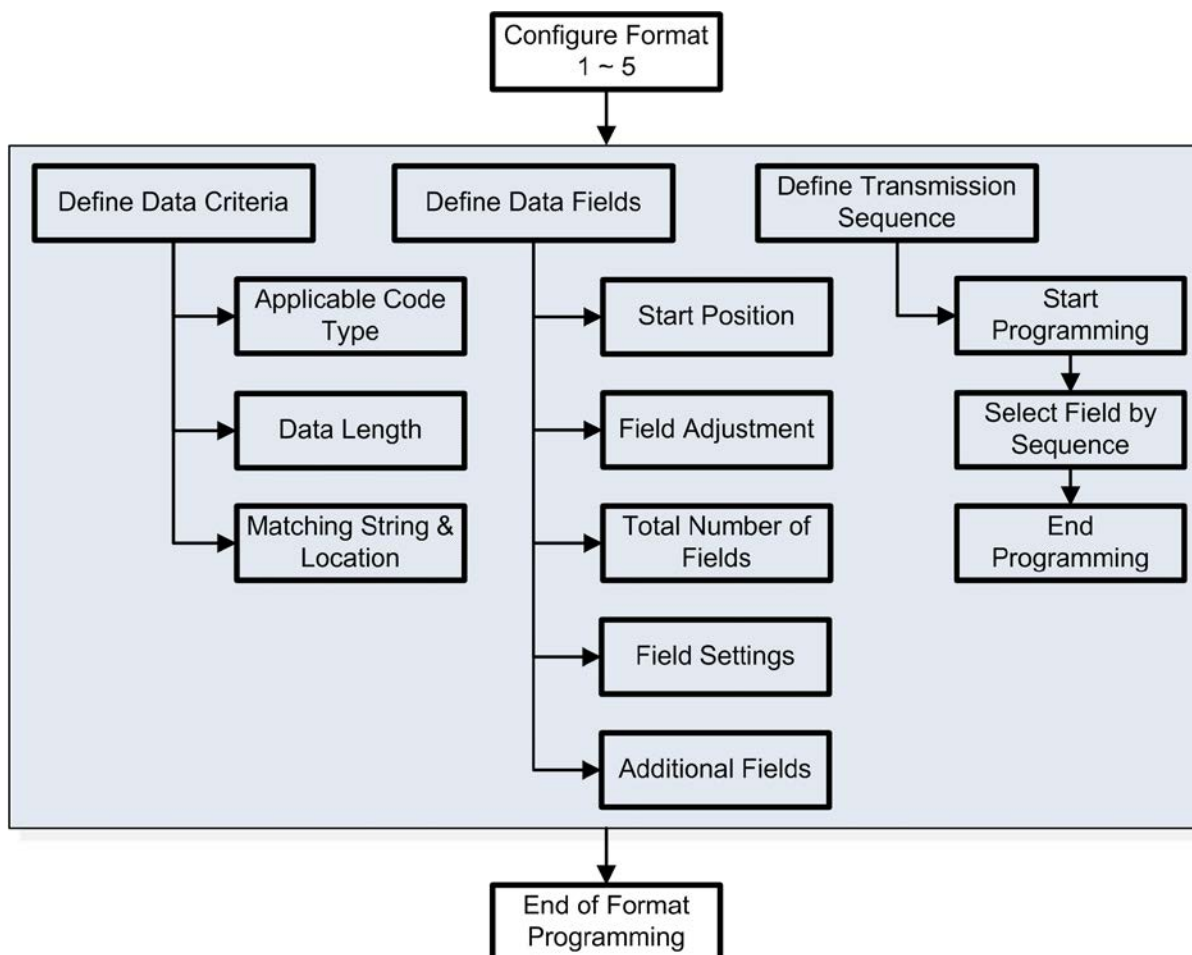 Configure Format
1 ~ 5
Define Data Criteria
Applicable Code
Type
Data Length
Matching String &
Location
Define Data Fields
Start Position
Field Adjustment
Total Number of
Fields
Field Settings
Additional Fields
Define Transmission
Sequence
Start
Programming
Select Field by
Sequence
End
Programming
End of Format
Programming